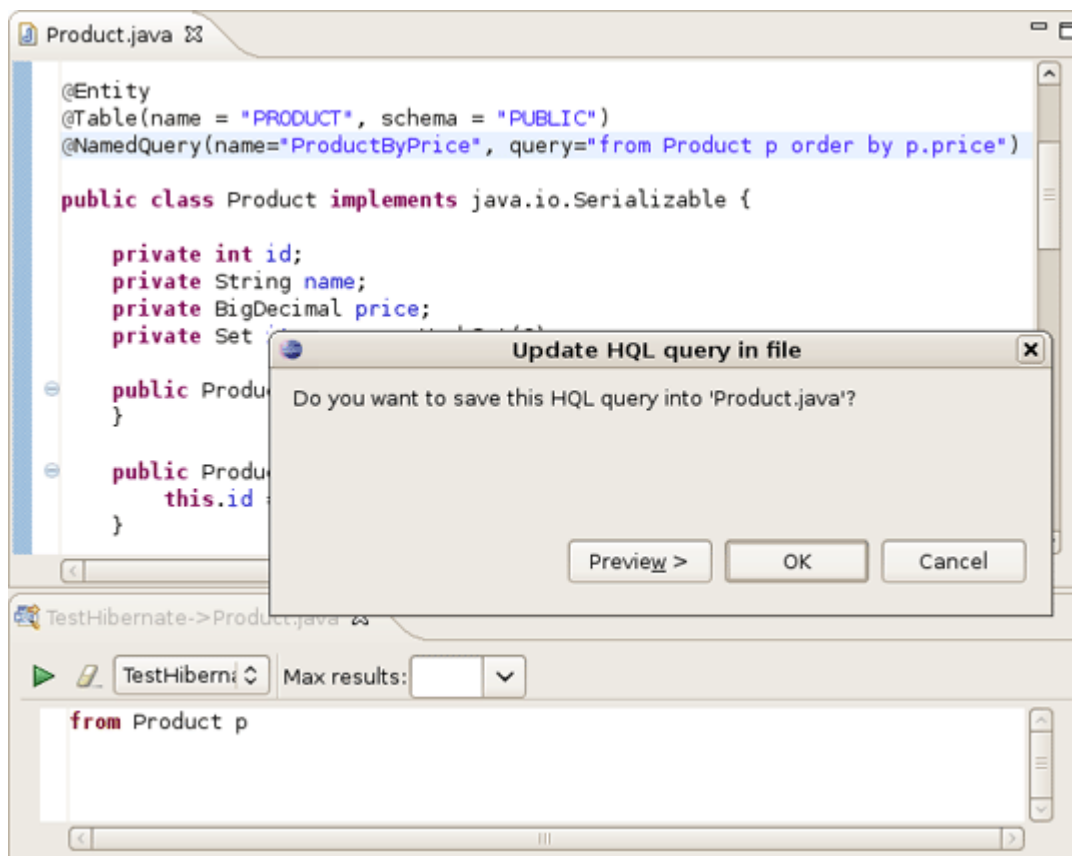 Product.java
@Entity
@Table(name = "PRODUCT", schema = "PUBLIC")
@NamedQuery(name="ProductByPrice", query="from Product p order by p.price")
public class Product implements java.io.Serializable {
private int id;
private String name;
private BigDecimal price;
private Set
public Produ
}
public Produ
this.id
}
Update HQL query in file
Do you want to save this HQL query into 'Product.java'?
Preview >
OK
Cancel
TestHibernate->Product.java
TestHiberna
Max results:
from Product p